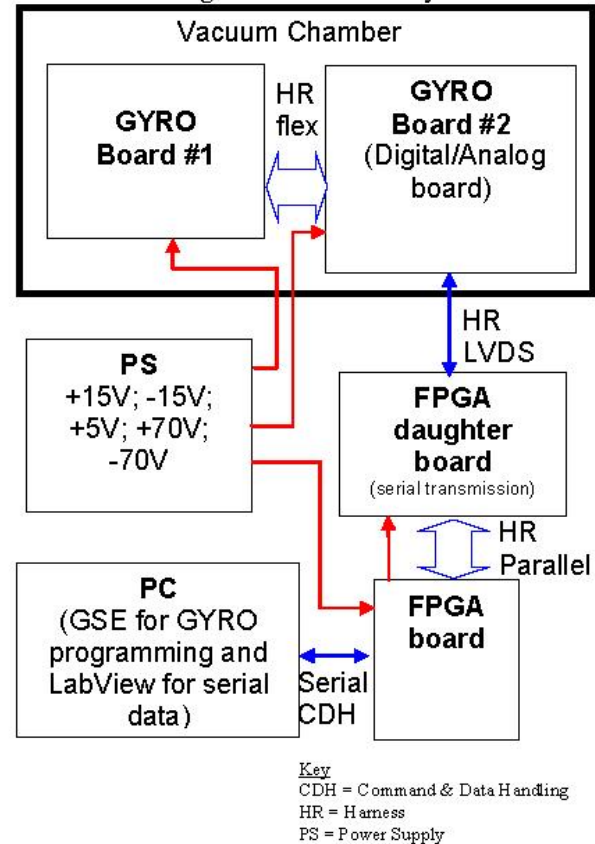 Vacuum Chamber
GYRO
Board #1
HR
flex
GYRO
Board #2
(Digital/Analog
board)
HR
LVDS
PS
+15V; -15V;
+5V; +70V;
-70V
FPGA
daughter
board
(serial transmission)
HR
Parallel
PC
(GSE for GYRO
programming and
LabView for serial
data)
Serial
CDH
FPGA
board
Key
CDH = Command & Data Handling
HR = Harness
PS = Power Supply